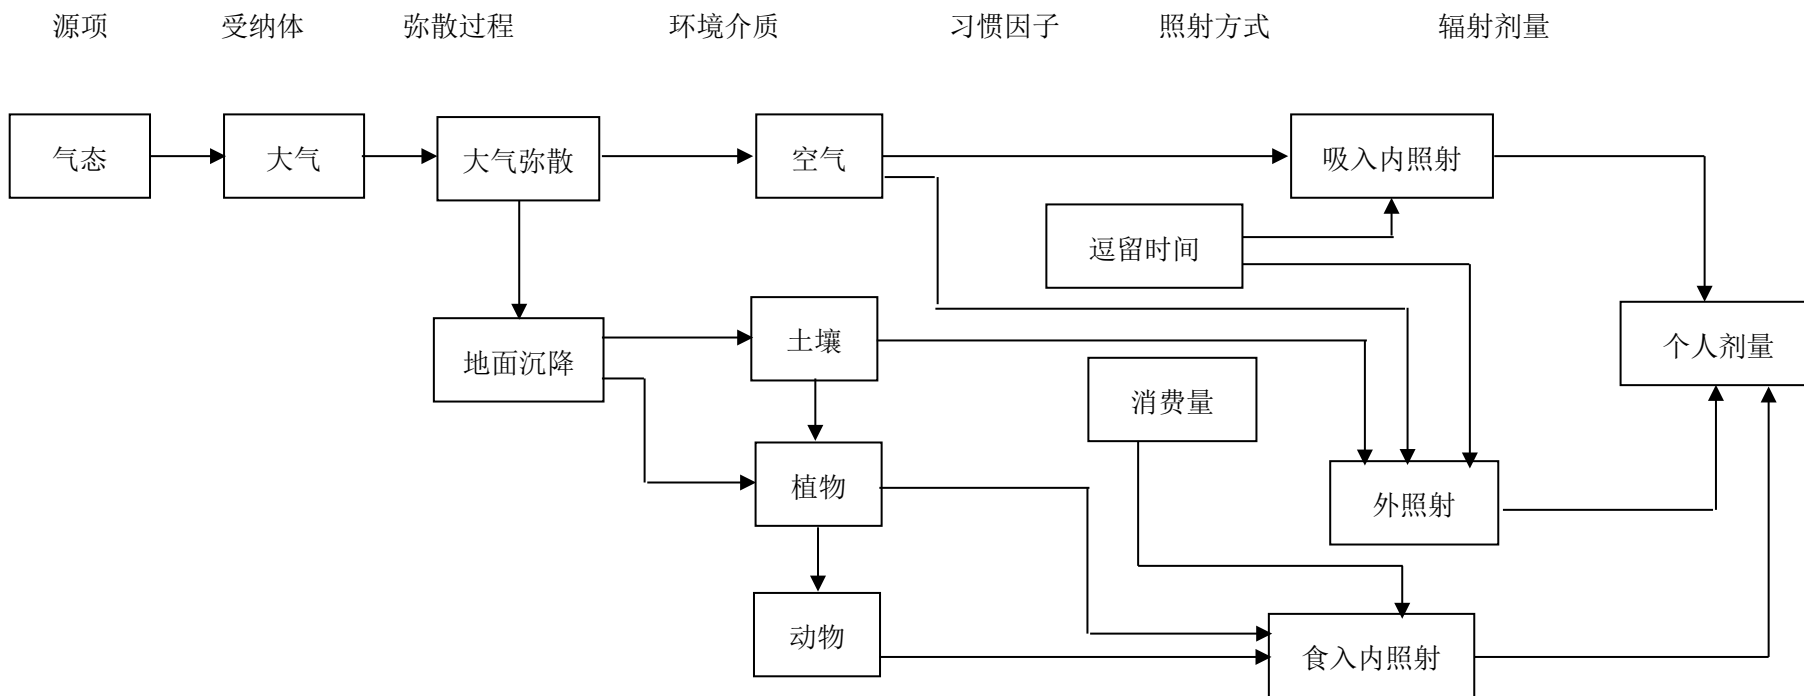 源项 受纳体 弥散过程 环境介质 习惯因子 照射方式 辐射剂量
气态 大气 大气弥散 空气 吸入内照射
逗留时间
地面沉降 土壤 个人剂量
消费量
植物 外照射
动物 食入内照射